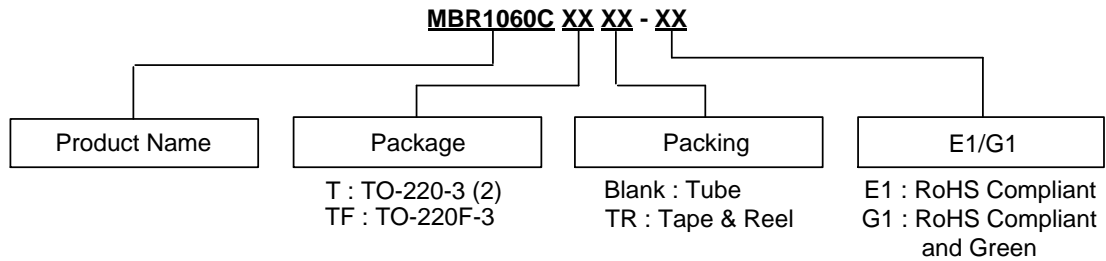 MBR1060C XX XX - XX
Product Name
Package
Packing
E1/G1
T : TO-220-3 (2)
TF : TO-220F-3
Blank : Tube
TR : Tape & Reel
E1 : RoHS Compliant
G1 : RoHS Compliant
and Green